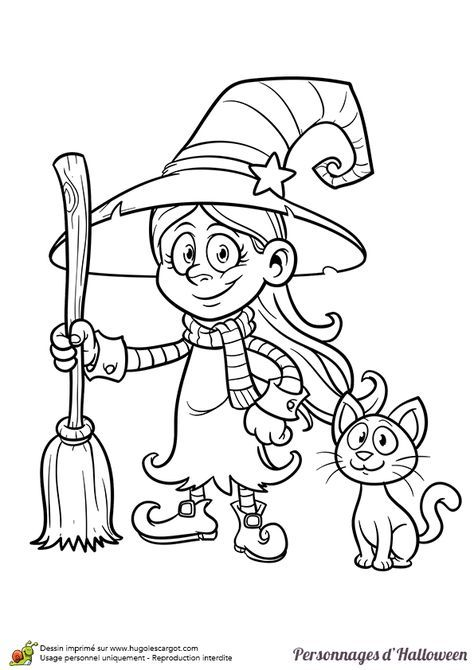 Dessin imprimé sur www.hugolescargot.com
Usage personnel uniquement - Reproduction interdite
Personnages d'Halloween